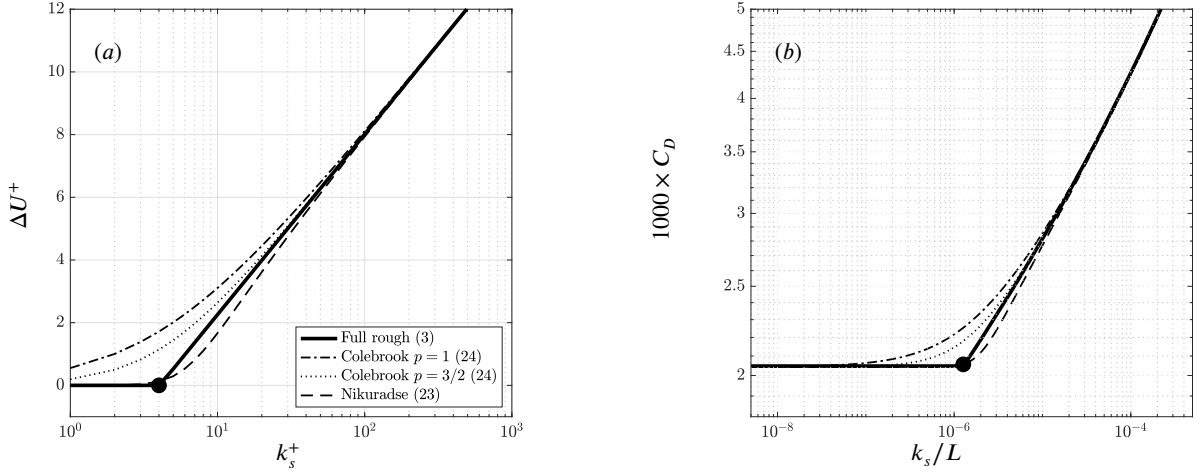 (a)
12
10
8
6
4
2
0
ΔU⁺
10⁰ 10¹ 10² 10³
kₛ⁺
Full rough (3)
Colebrook p = 1 (24)
Colebrook p = 3/2 (24)
Nikuradse (23)
(b)
5
4.5
4
3.5
3
2.5
2
1000 × C_D
10⁻⁸ 10⁻⁶ 10⁻⁴
kₛ/L